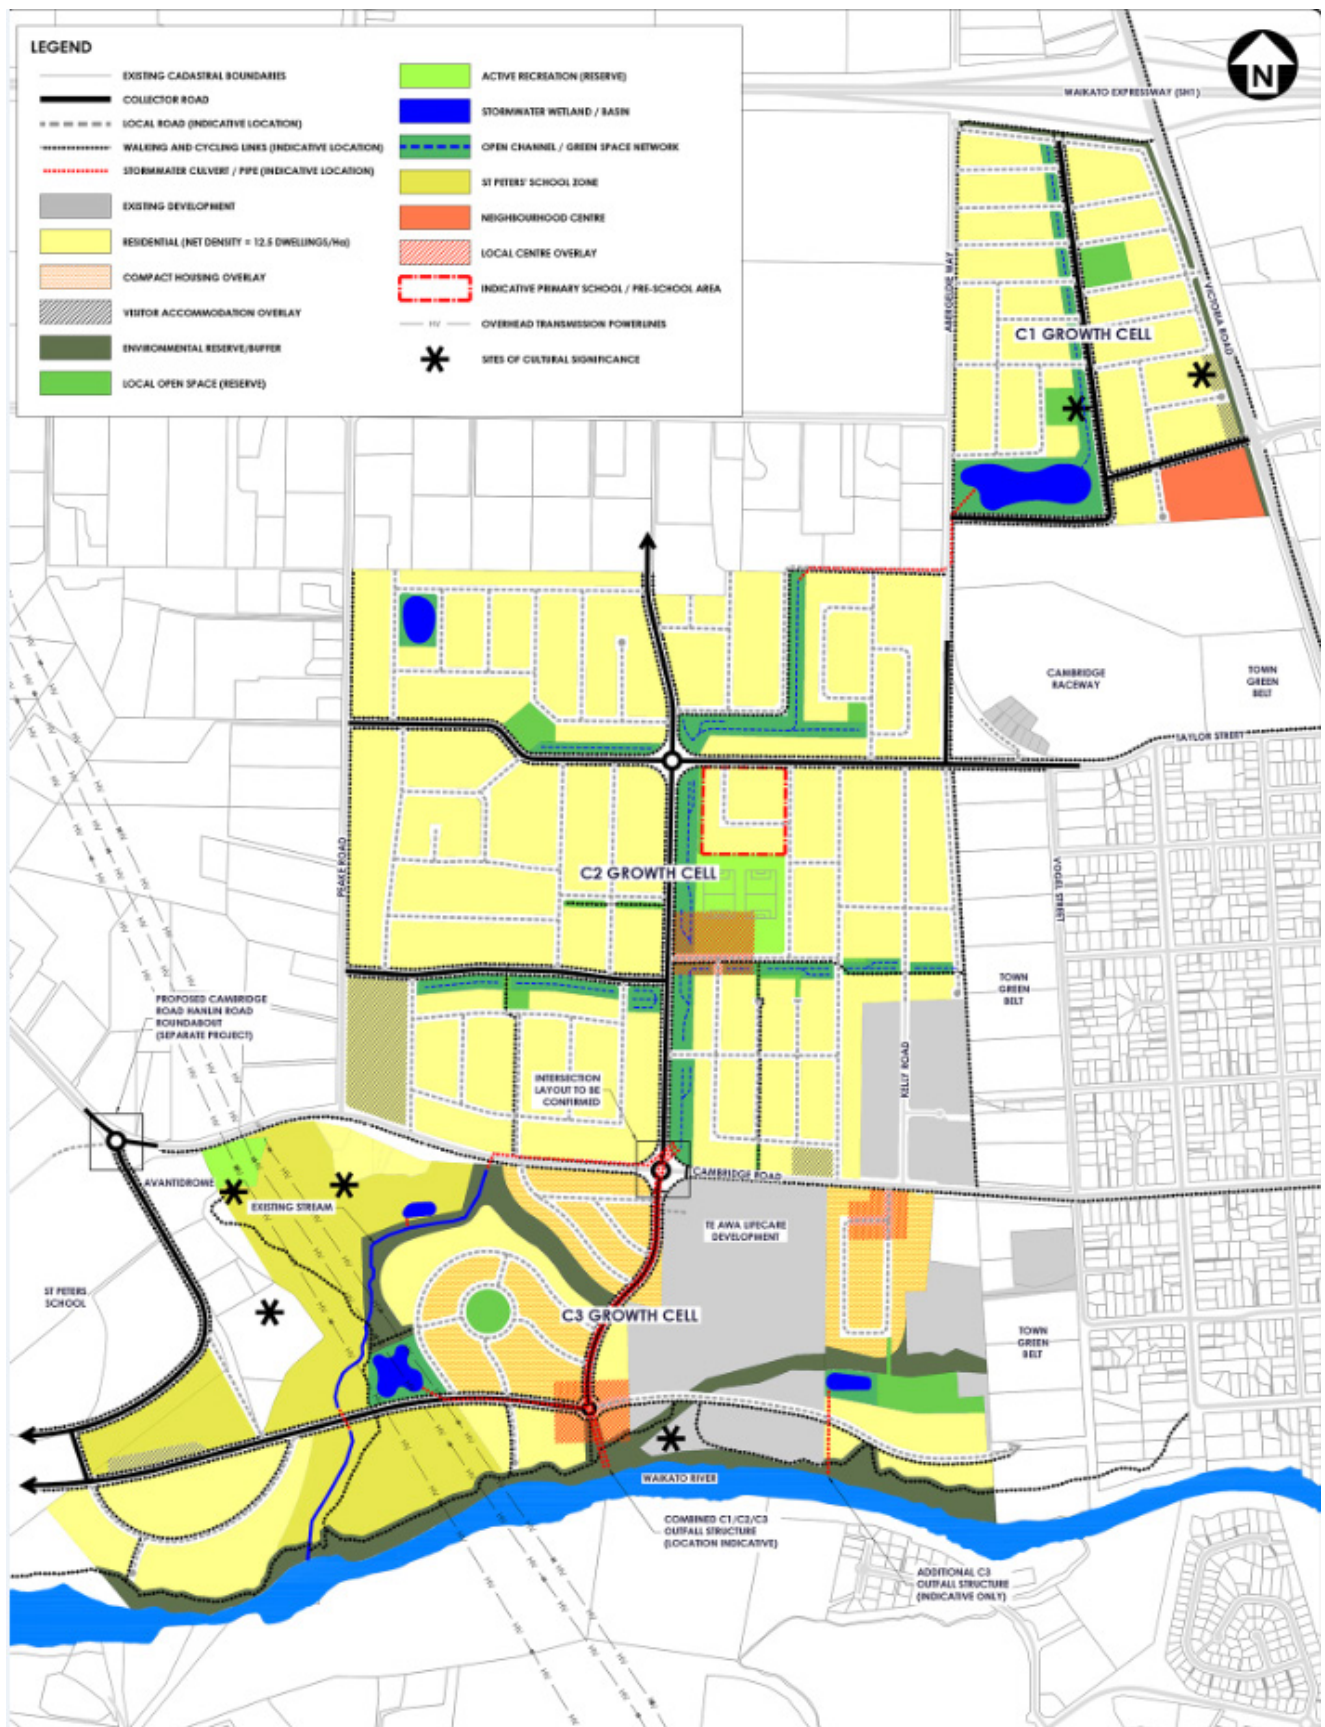 LEGEND
EXISTING CADASTRAL BOUNDARIES
COLLECTOR ROAD
LOCAL ROAD (INDICATIVE LOCATION)
WALKING AND CYCLING LINKS (INDICATIVE LOCATION)
STORMWATER CULVERT / PIPE (INDICATIVE LOCATION)
EXISTING DEVELOPMENT
RESIDENTIAL (NET DENSITY = 12.5 DWELLINGS/Ha)
COMPACT HOUSING OVERLAY
VISITOR ACCOMMODATION OVERLAY
ENVIRONMENTAL RESERVE/BUFFER
LOCAL OPEN SPACE (RESERVE)
ACTIVE RECREATION (RESERVE)
STORMWATER WETLAND / BASIN
OPEN CHANNEL / GREEN SPACE NETWORK
ST PETERS' SCHOOL ZONE
NEIGHBOURHOOD CENTRE
LOCAL CENTRE OVERLAY
INDICATIVE PRIMARY SCHOOL / PRE-SCHOOL AREA
HV
OVERHEAD TRANSMISSION POWERLINES
SITES OF CULTURAL SIGNIFICANCE
N
WAIKATO EXPRESSWAY (SH1)
ABERGELDIE WAY
VICTORIA ROAD
C1 GROWTH CELL
CAMBRIDGE
RACEWAY
TOWN
GREEN
BELT
TAYLOR STREET
PEAKE ROAD
C2 GROWTH CELL
VOGEL STREET
TOWN
GREEN
BELT
KELLY ROAD
PROPOSED CAMBRIDGE
ROAD HANLIN ROAD
ROUNDABOUT
(SEPARATE PROJECT)
INTERSECTION
LAYOUT TO BE
CONFIRMED
CAMBRIDGE ROAD
AVANTIDROME
EXISTING STREAM
TE AWA LIFECARE
DEVELOPMENT
ST PETERS
SCHOOL
C3 GROWTH CELL
TOWN
GREEN
BELT
WAIKATO RIVER
COMBINED C1/C2/C3
OUTFALL STRUCTURE
(LOCATION INDICATIVE)
ADDITIONAL C3
OUTFALL STRUCTURE
(INDICATIVE ONLY)